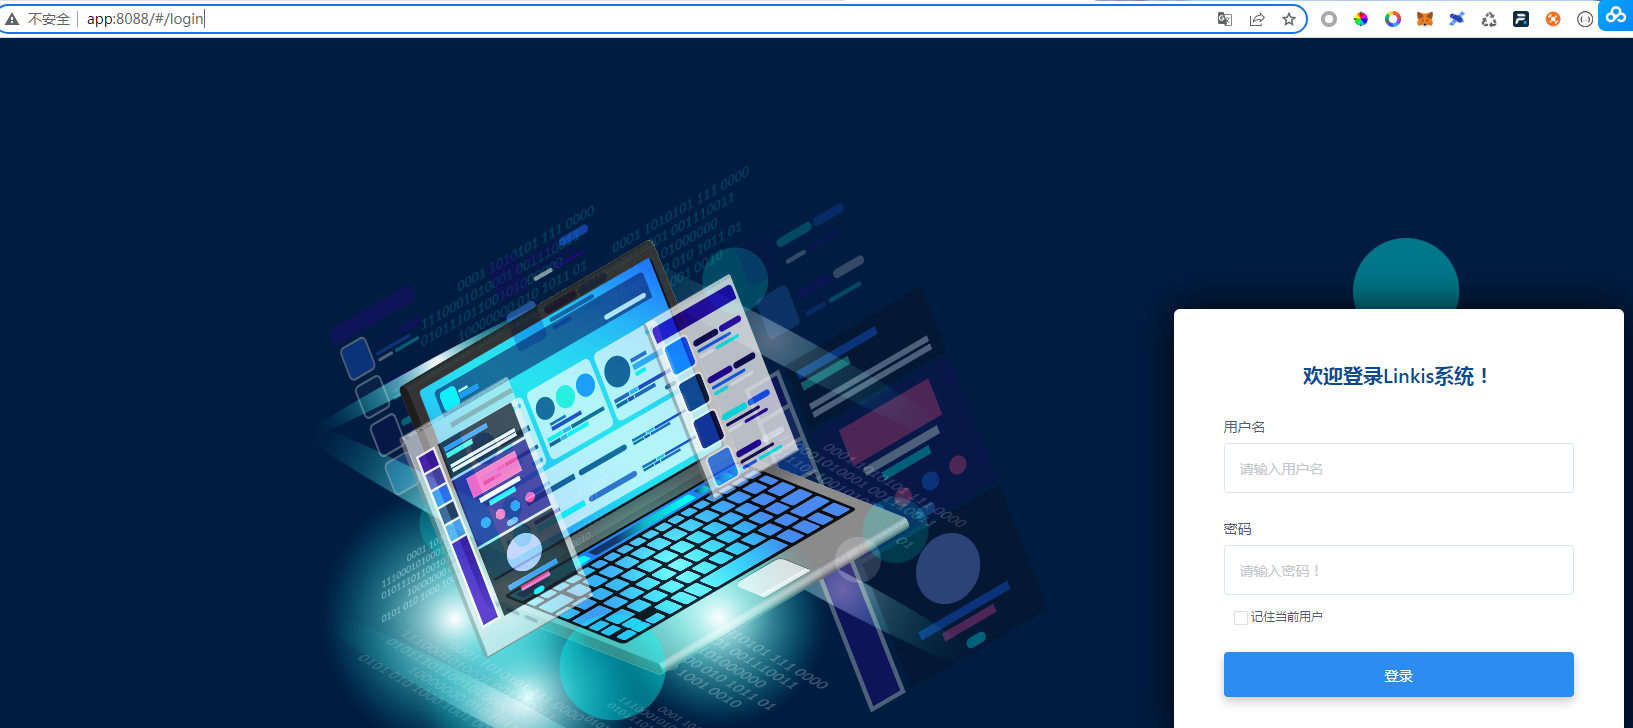 不安全 app:8088/#/login
欢迎登录Linkis系统！
用户名
请输入用户名
密码
请输入密码！
记住当前用户
登录